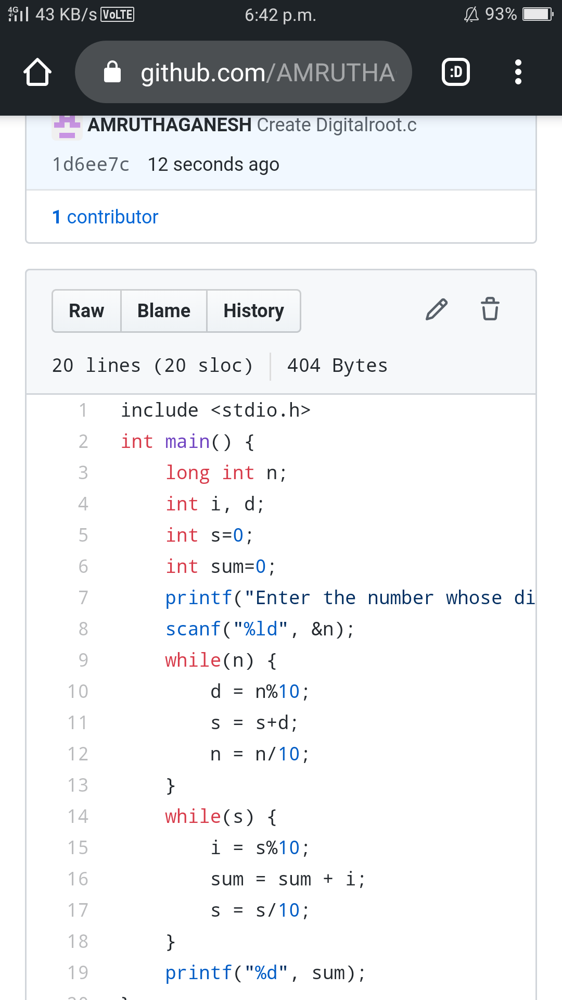 4G 43 KB/s VoLTE 6:42 p.m. 93%
github.com/AMRUTHA :D
AMRUTHAGANESH Create Digitalroot.c
1d6ee7c 12 seconds ago
1 contributor
Raw Blame History
20 lines (20 sloc) 404 Bytes
1 include <stdio.h>
2 int main() {
3 long int n;
4 int i, d;
5 int s=0;
6 int sum=0;
7 printf("Enter the number whose di
8 scanf("%ld", &n);
9 while(n) {
10 d = n%10;
11 s = s+d;
12 n = n/10;
13 }
14 while(s) {
15 i = s%10;
16 sum = sum + i;
17 s = s/10;
18 }
19 printf("%d", sum);
20 }